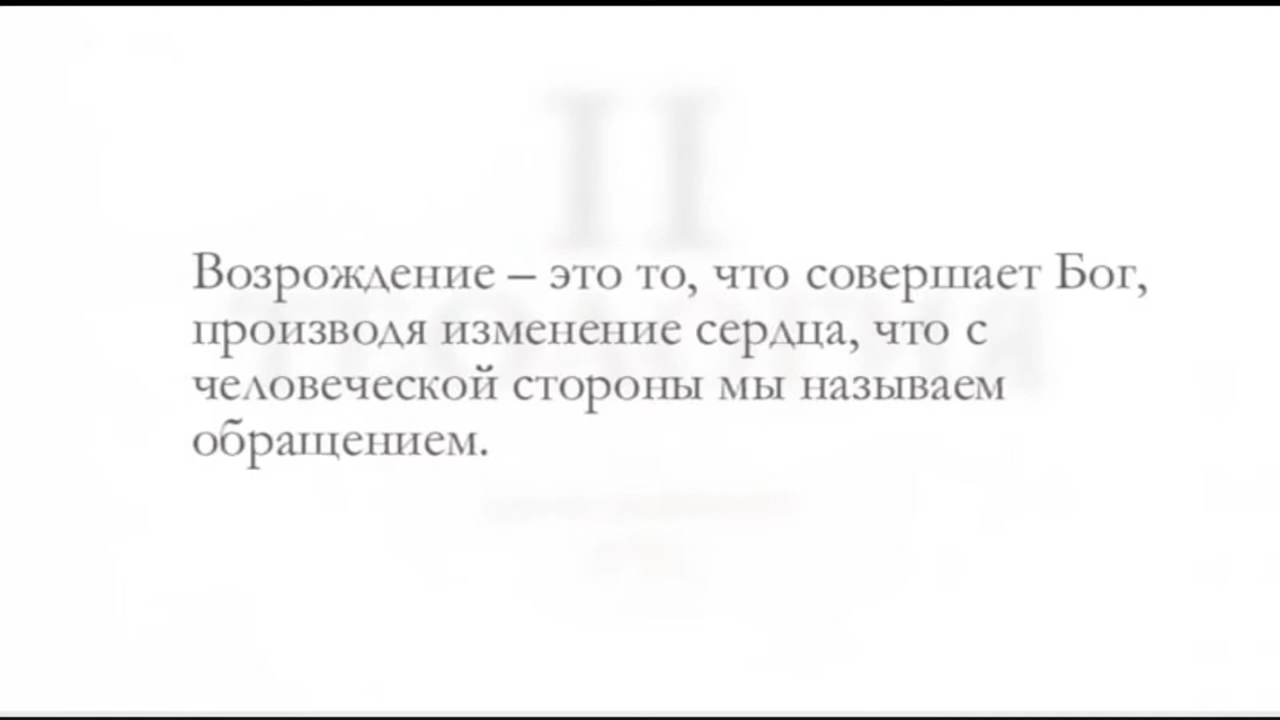 Возрождение – это то, что совершает Бог,
производя изменение сердца, что с
человеческой стороны мы называем
обращением.